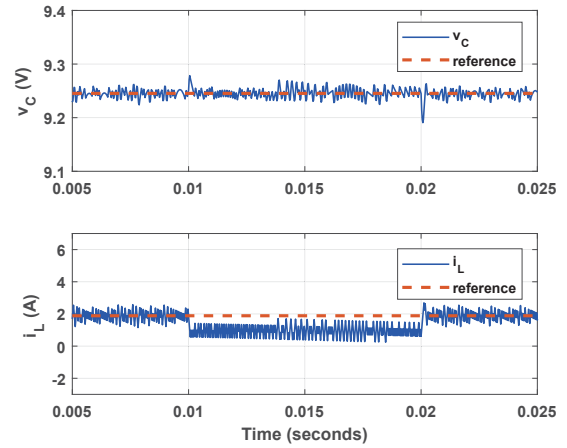 9.4
9.3
9.2
9.1
v_C (V)
v_C
reference
0.005 0.01 0.015 0.02 0.025
6
4
2
0
-2
i_L (A)
i_L
reference
0.005 0.01 0.015 0.02 0.025
Time (seconds)